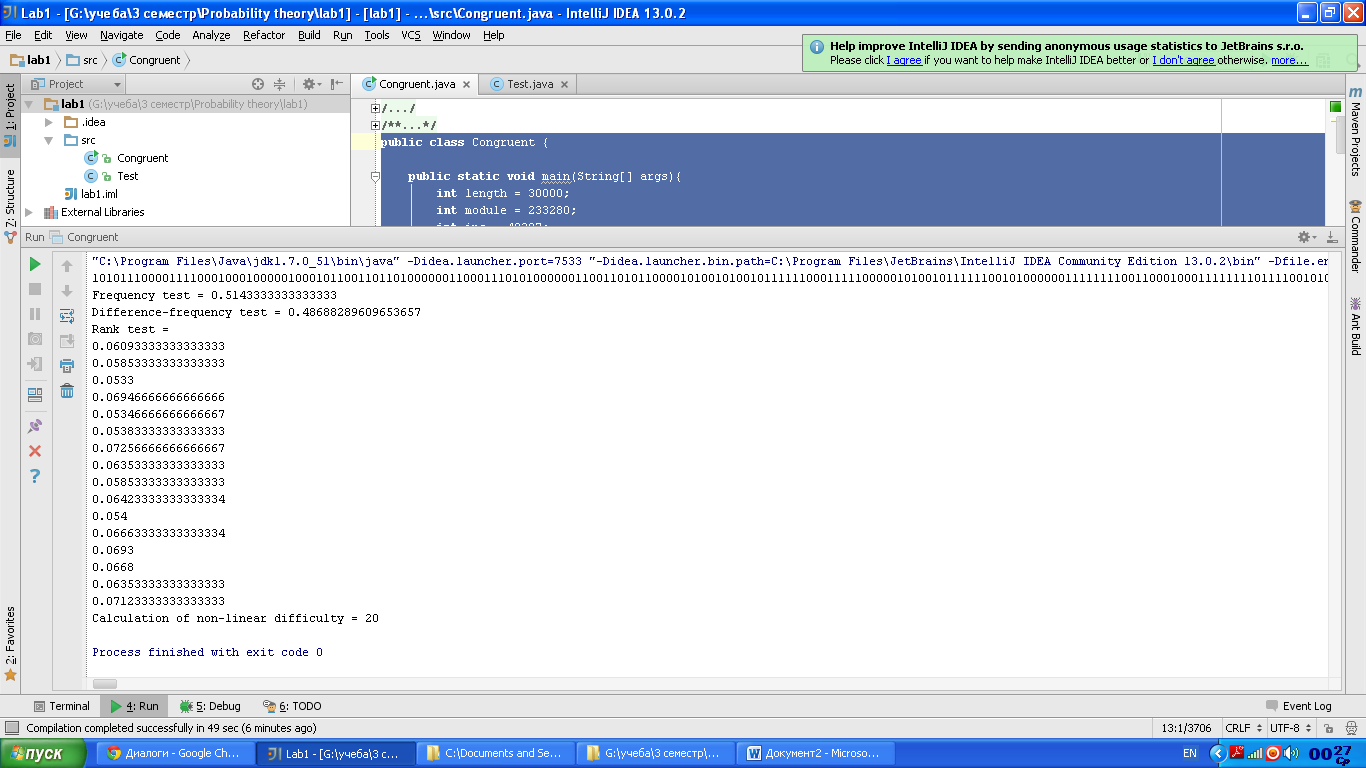 Lab1 - [G:\учеба\3 семестр\Probability theory\lab1] - [lab1] - ...\src\Congruent.java - IntelliJ IDEA 13.0.2
File Edit View Navigate Code Analyze Refactor Build Run Tools VCS Window Help
Help improve IntelliJ IDEA by sending anonymous usage statistics to JetBrains s.r.o.
Please click I agree if you want to help make IntelliJ IDEA better or I don't agree otherwise. more...
lab1 src Congruent
1: Project
Z: Structure
2: Favorites
Project
lab1 (G:\учеба\3 семестр\Probability theory\lab1)
.idea
src
Congruent
Test
lab1.iml
External Libraries
Congruent.java Test.java
/.../
/**...*/
public class Congruent {
public static void main(String[] args){
int length = 30000;
int module = 233280;
Maven Projects
Commander
Ant Build
Run Congruent
"C:\Program Files\Java\jdk1.7.0_51\bin\java" -Didea.launcher.port=7533 "-Didea.launcher.bin.path=C:\Program Files\JetBrains\IntelliJ IDEA Community Edition 13.0.2\bin" -Dfile.en
Frequency test = 0.5143333333333333
Difference-frequency test = 0.48688289609653657
Rank test =
0.06093333333333333
0.05853333333333333
0.0533
0.06946666666666666
0.05346666666666667
0.05383333333333333
0.07256666666666667
0.06353333333333333
0.05853333333333333
0.06423333333333334
0.054
0.06663333333333334
0.0693
0.0668
0.06353333333333333
0.07123333333333333
Calculation of non-linear difficulty = 20
Process finished with exit code 0
Terminal 4: Run 5: Debug 6: TODO Event Log
Compilation completed successfully in 49 sec (6 minutes ago) 13:1/3706 CRLF UTF-8
пуск Диалоги - Google Ch... Lab1 - [G:\учеба\3 с... C:\Documents and Se... G:\учеба\3 семестр\... Документ2 - Microso... EN 00 27 Ср